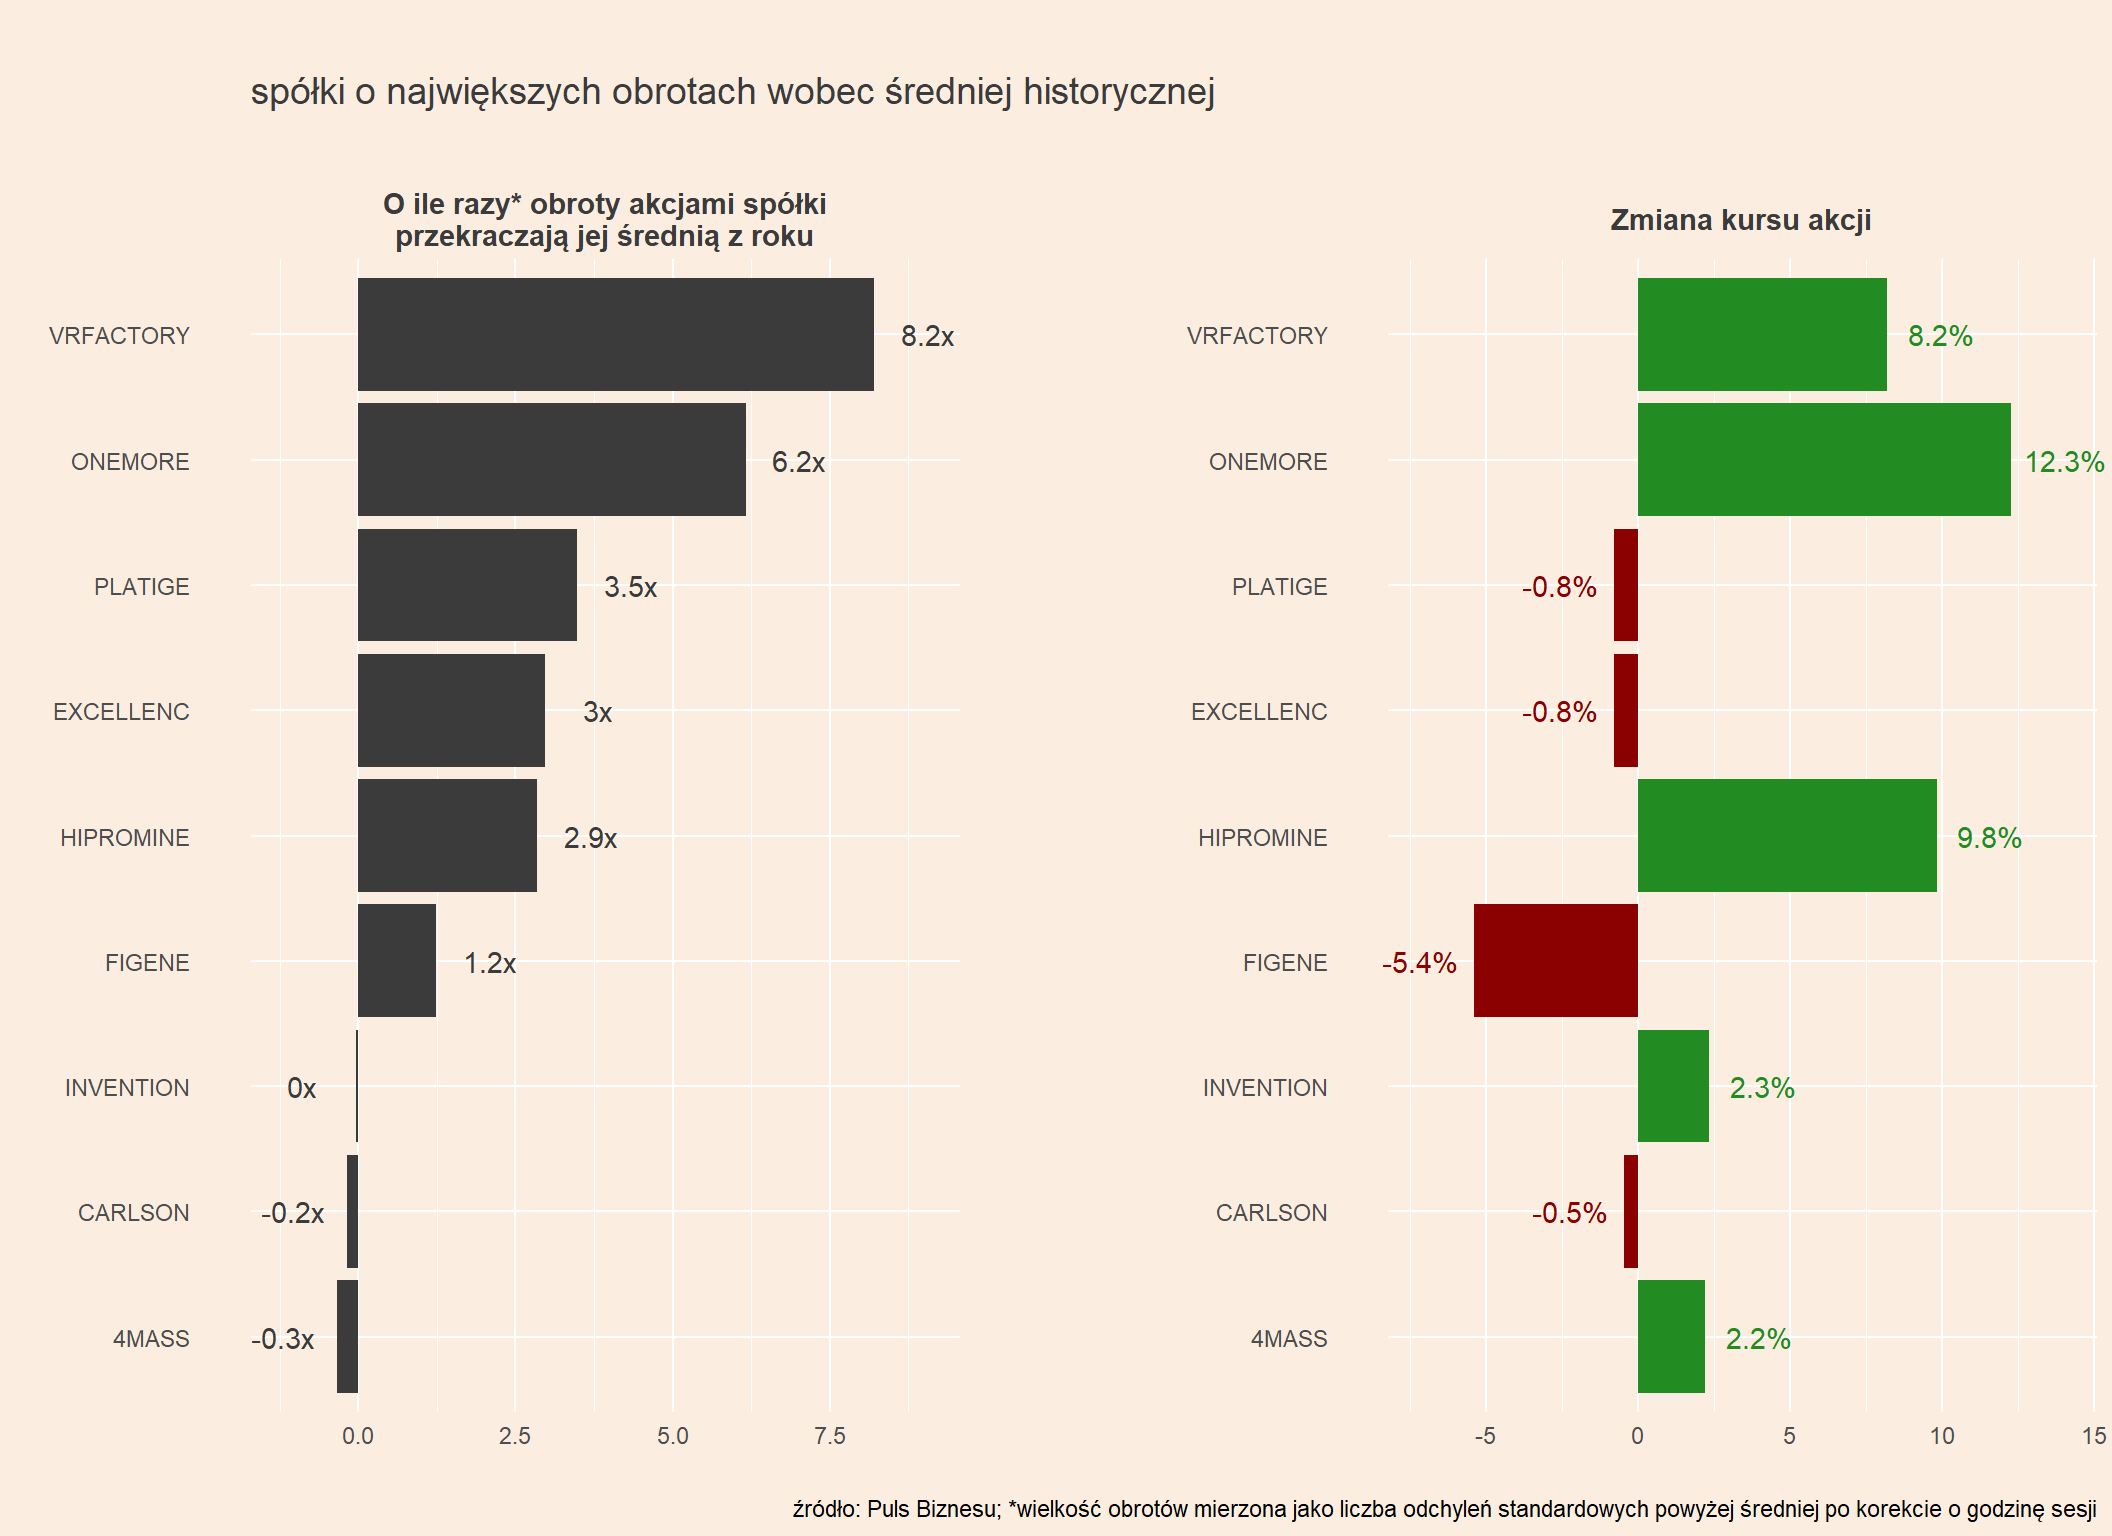 spółki o największych obrotach wobec średniej historycznej
O ile razy* obroty akcjami spółki
przekraczają jej średnią z roku
VRFACTORY 8.2x
ONEMORE 6.2x
PLATIGE 3.5x
EXCELLENC 3x
HIPROMINE 2.9x
FIGENE 1.2x
INVENTION 0x
CARLSON -0.2x
4MASS -0.3x
0.0 2.5 5.0 7.5
Zmiana kursu akcji
VRFACTORY 8.2%
ONEMORE 12.3%
PLATIGE -0.8%
EXCELLENC -0.8%
HIPROMINE 9.8%
FIGENE -5.4%
INVENTION 2.3%
CARLSON -0.5%
4MASS 2.2%
-5 0 5 10 15
źródło: Puls Biznesu; *wielkość obrotów mierzona jako liczba odchyleń standardowych powyżej średniej po korekcie o godzinę sesji